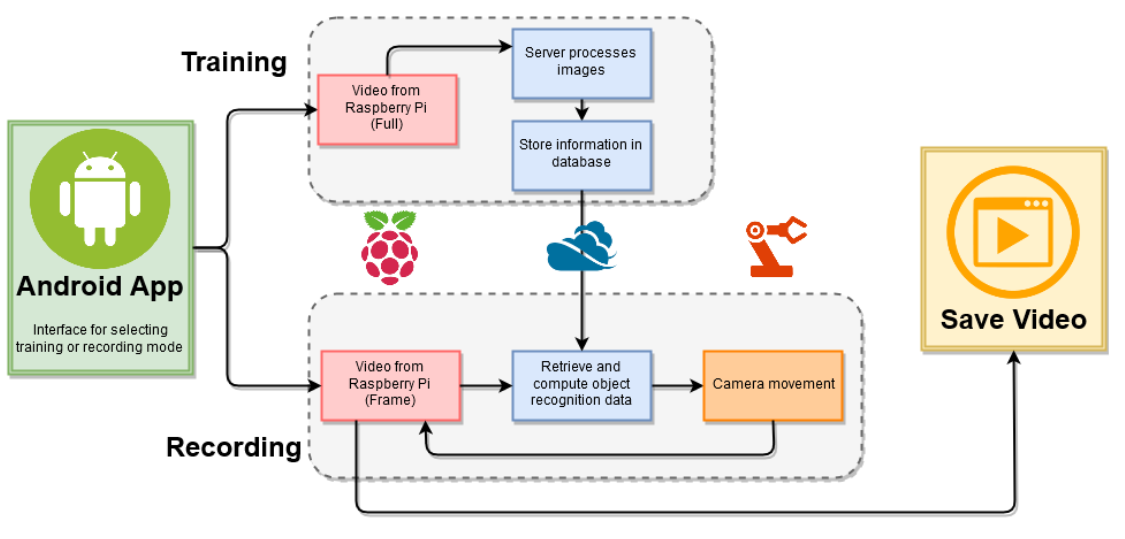 Training
Video from
Raspberry Pi
(Full)
Server processes
images
Store information in
database
Android App
Interface for selecting
training or recording mode
Save Video
Video from
Raspberry Pi
(Frame)
Retrieve and
compute object
recognition data
Camera movement
Recording